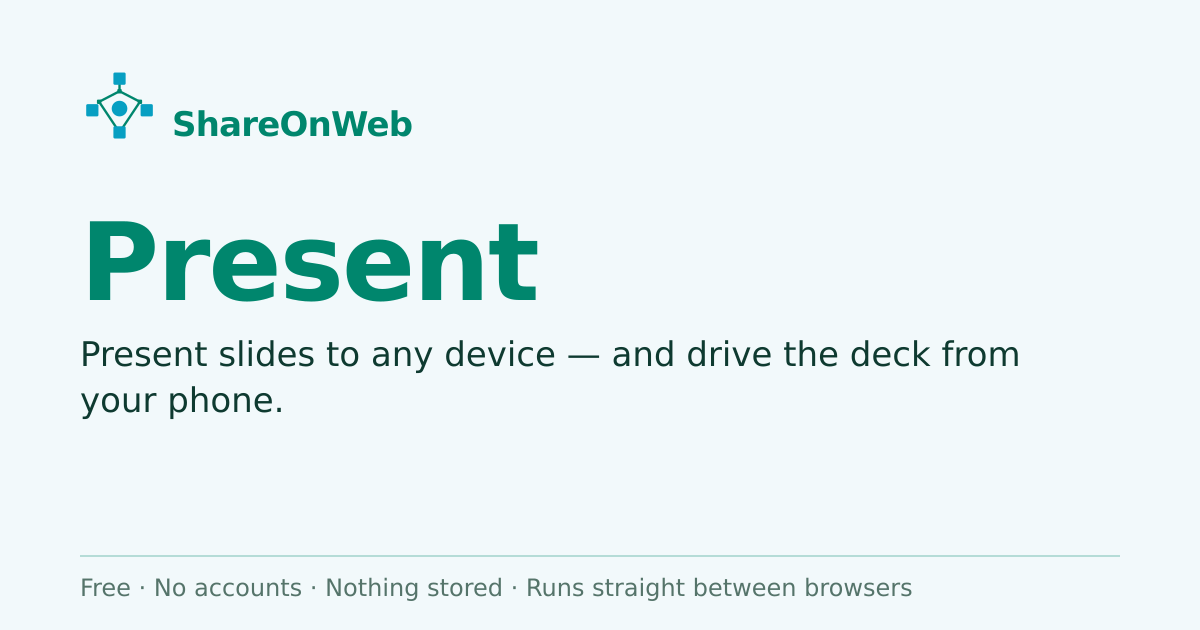 ShareOnWeb
Present
Present slides to any device — and drive the deck from
your phone.
Free · No accounts · Nothing stored · Runs straight between browsers